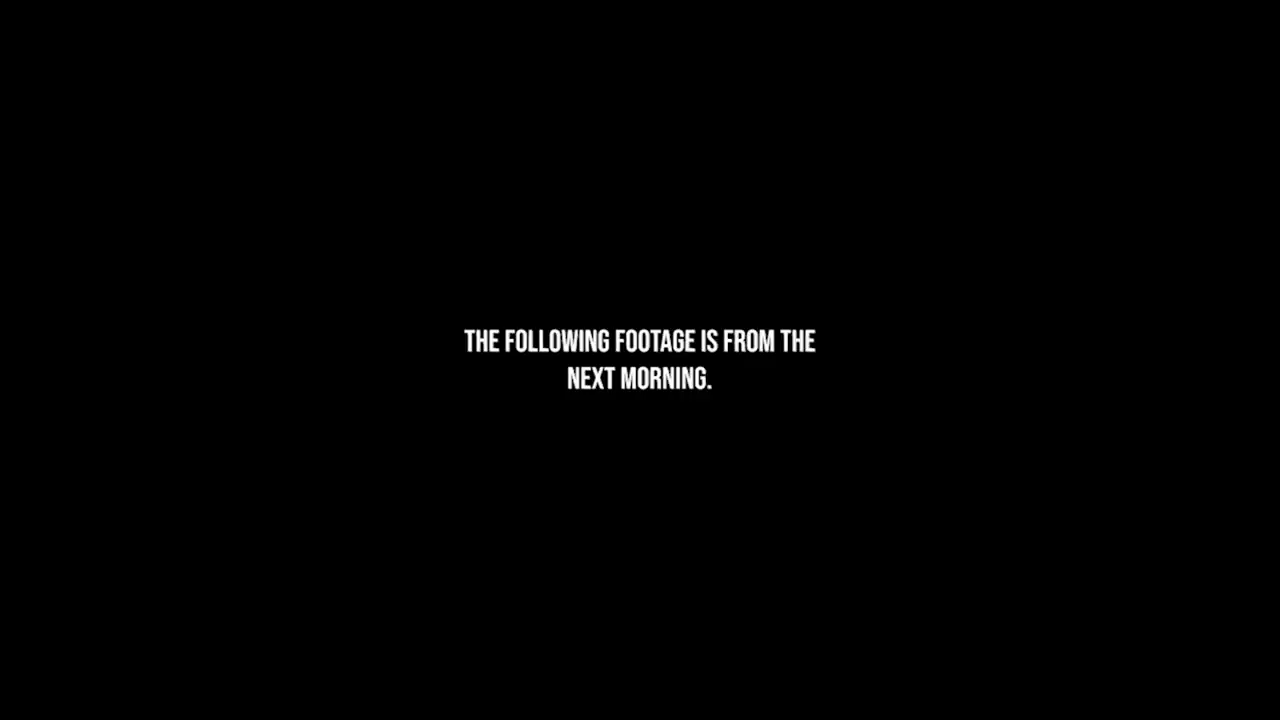 THE FOLLOWING FOOTAGE IS FROM THE
NEXT MORNING.